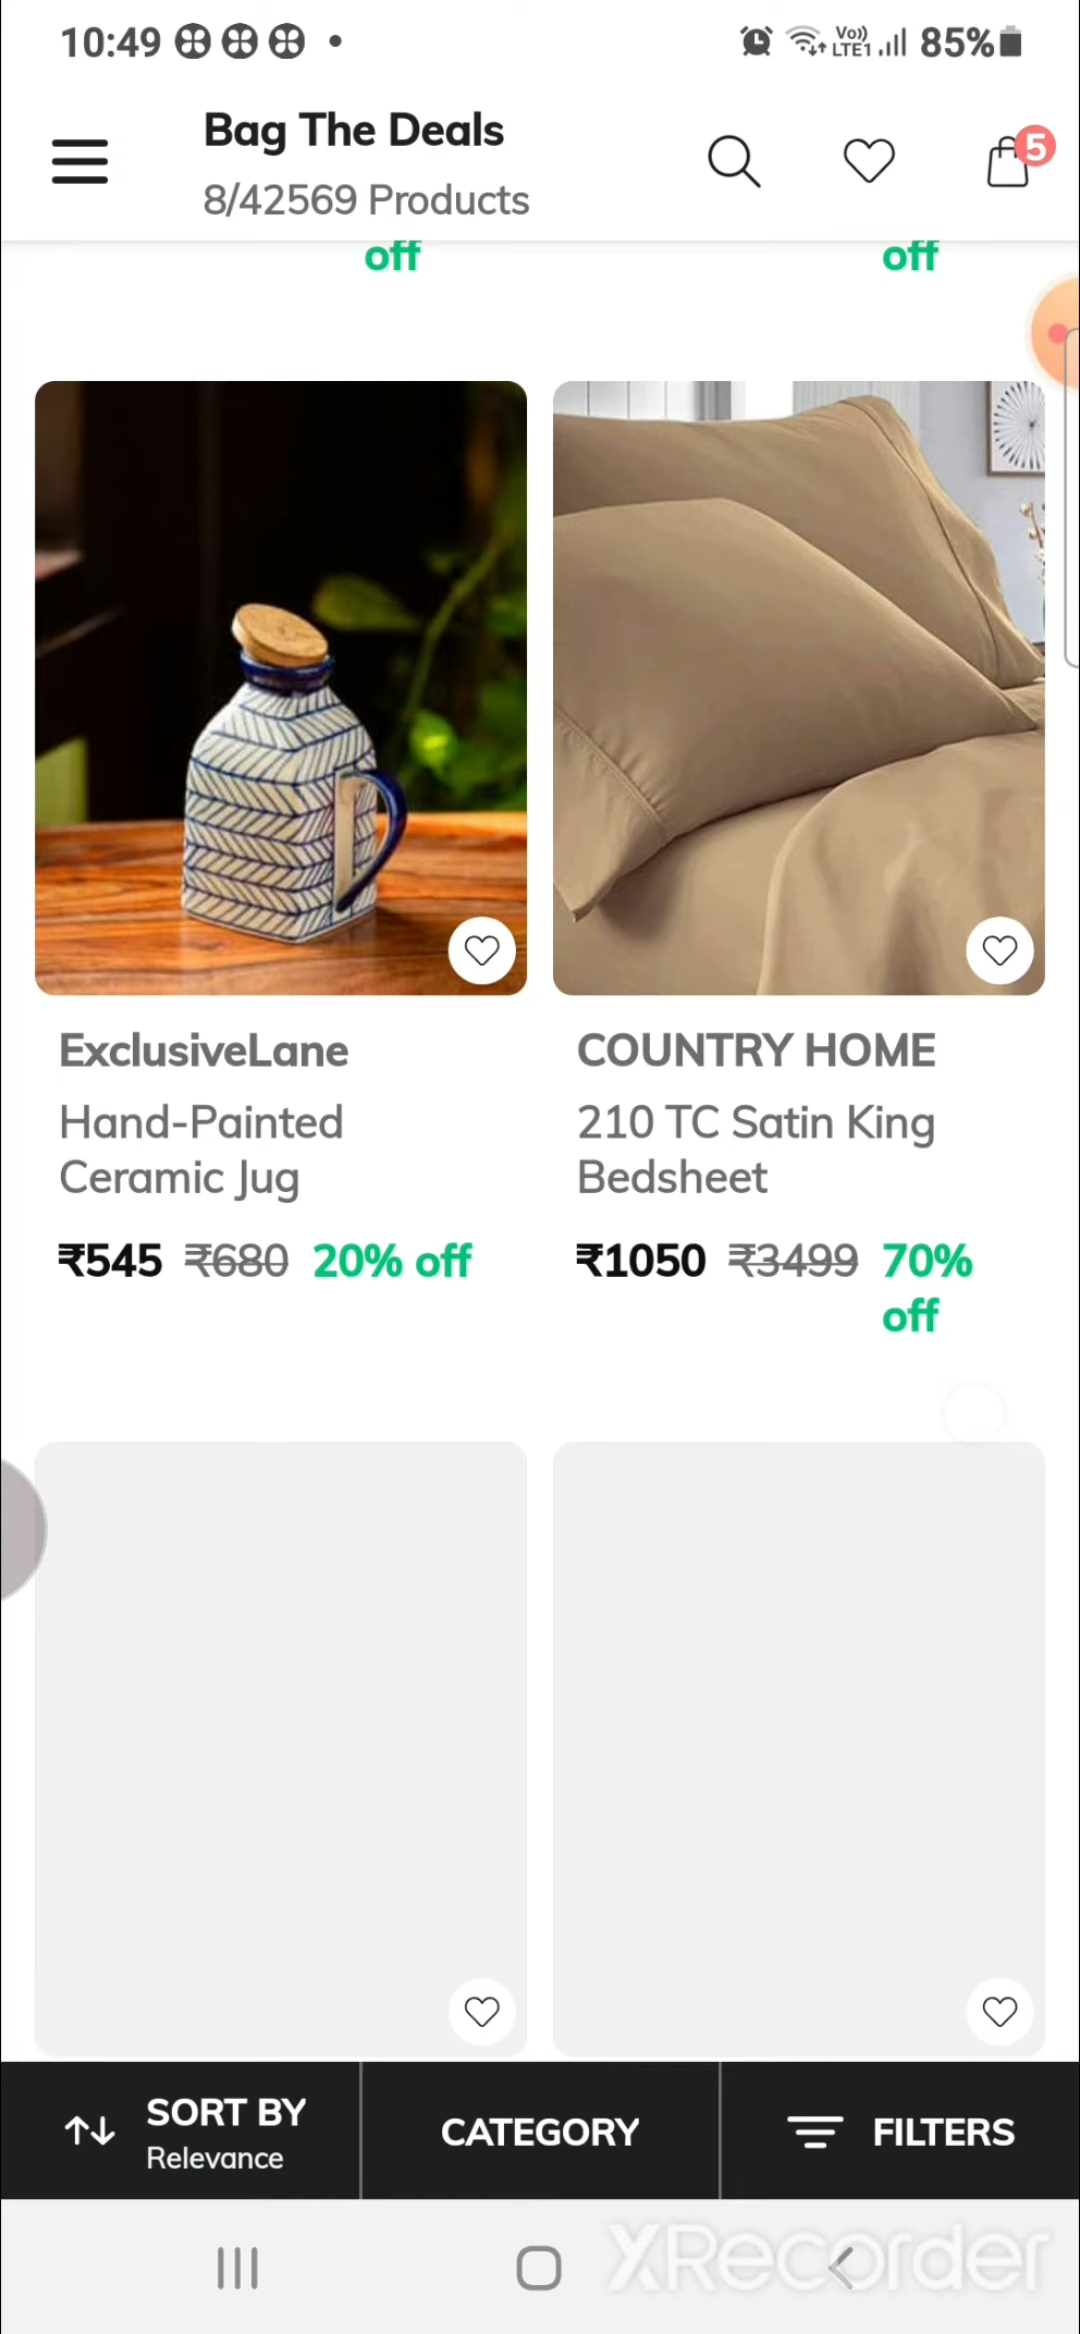 10:49
Vo)) LTE1 85%
Bag The Deals
8/42569 Products
5
off off
ExclusiveLane
Hand-Painted
Ceramic Jug
₹545 ₹680 20% off
COUNTRY HOME
210 TC Satin King
Bedsheet
₹1050 ₹3499 70%
off
SORT BY
Relevance
CATEGORY
FILTERS
XRecorder